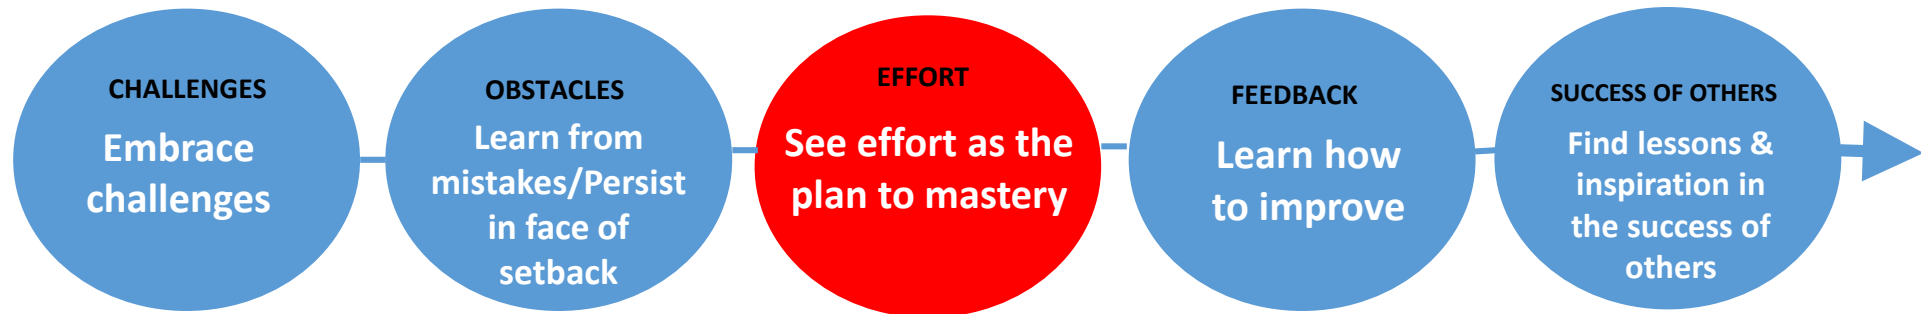 CHALLENGES
Embrace
challenges
OBSTACLES
Learn from
mistakes/Persist
in face of
setback
EFFORT
See effort as the
plan to mastery
FEEDBACK
Learn how
to improve
SUCCESS OF OTHERS
Find lessons &
inspiration in
the success of
others